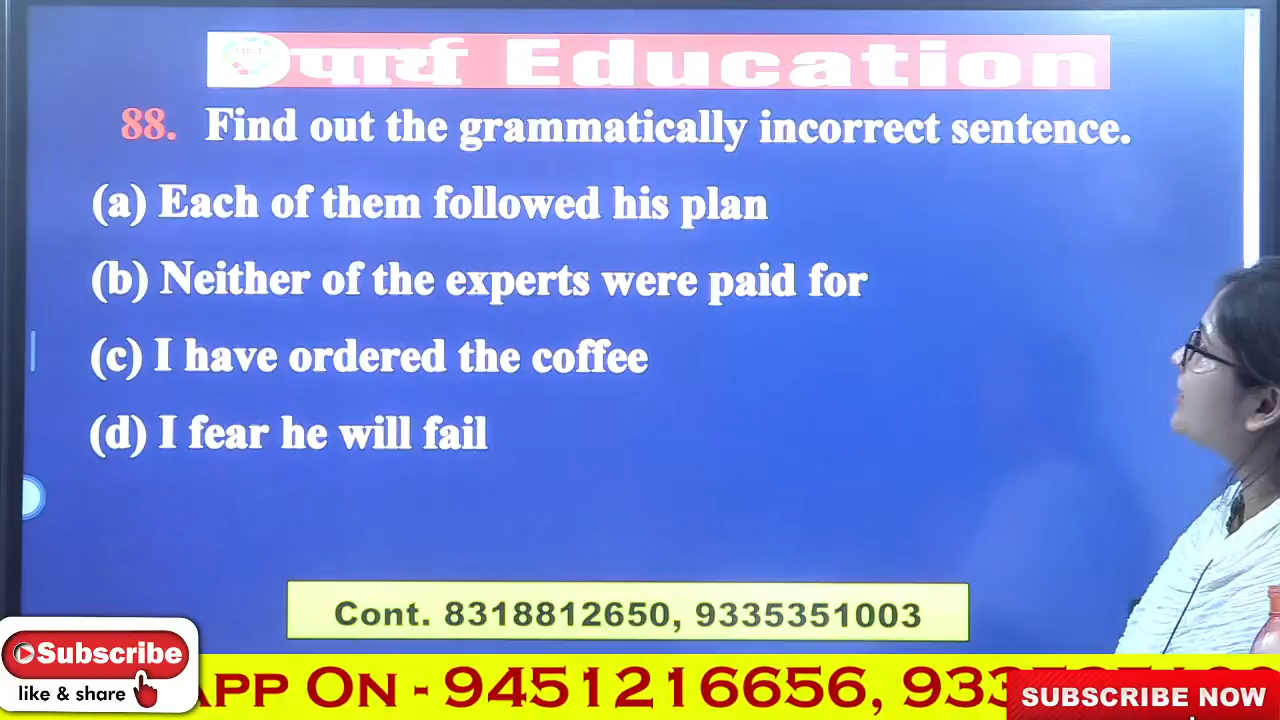 पार्थ Education
88. Find out the grammatically incorrect sentence.
(a) Each of them followed his plan
(b) Neither of the experts were paid for
(c) I have ordered the coffee
(d) I fear he will fail
Cont. 8318812650, 9335351003
Subscribe
like & share
APP ON - 9451216656, 933
SUBSCRIBE NOW